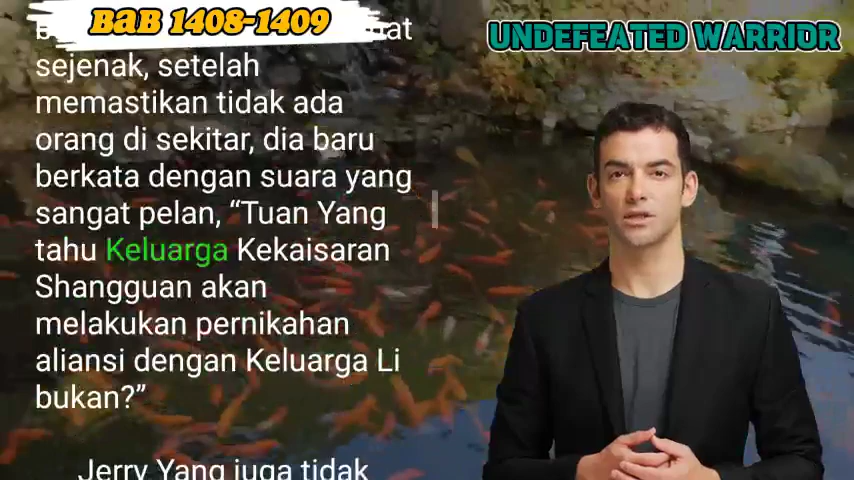 BAB 1408-1409
UNDEFEATED WARRIOR
sejenak, setelah
memastikan tidak ada
orang di sekitar, dia baru
berkata dengan suara yang
sangat pelan, “Tuan Yang
tahu Keluarga Kekaisaran
Shangguan akan
melakukan pernikahan
aliansi dengan Keluarga Li
bukan?”
Jerry Yang juga tidak